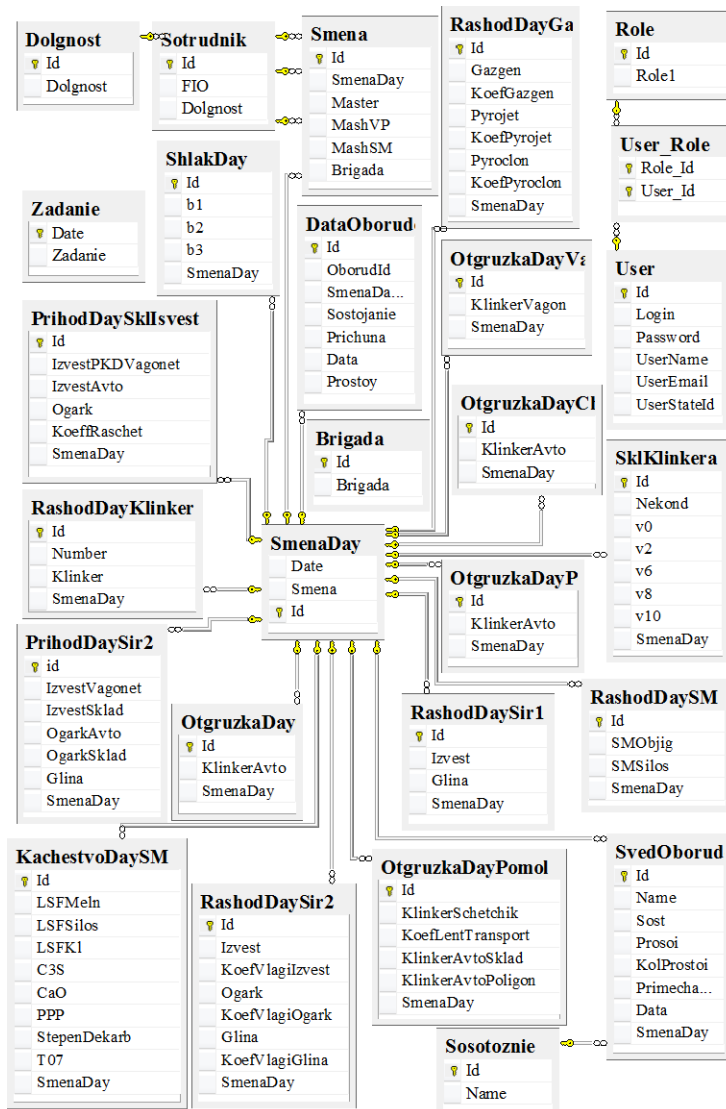 Dolgnost
Id
Dolgnost
Sotrudnik
Id
FIO
Dolgnost
Smena
Id
SmenaDay
Master
MashVP
MashSM
Brigada
RashodDayGa
Id
Gazgen
KoefGazgen
Pyrojet
KoefPyrojet
Pyroclon
KoefPyroclon
SmenaDay
Role
Id
Role1
User_Role
Role_Id
User_Id
ShlakDay
Id
b1
b2
b3
SmenaDay
Zadanie
Date
Zadanie
DataOborud
Id
OborudId
SmenaDa...
Sostojanie
Prichuna
Data
Prostoy
OtgruzkaDayVa
Id
KlinkerVagon
SmenaDay
User
Id
Login
Password
UserName
UserEmail
UserStateId
PrihodDaySklIsvest
Id
IzvestPKDVagonet
IzvestAvto
Ogark
KoeffRaschet
SmenaDay
OtgruzkaDayCl
Id
KlinkerAvto
SmenaDay
Brigada
Id
Brigada
SklKlinkera
Id
Nekond
v0
v2
v6
v8
v10
SmenaDay
RashodDayKlinker
Id
Number
Klinker
SmenaDay
SmenaDay
Date
Smena
Id
OtgruzkaDayP
Id
KlinkerAvto
SmenaDay
PrihodDaySir2
id
IzvestVagonet
IzvestSklad
OgarkAvto
OgarkSklad
Glina
SmenaDay
OtgruzkaDay
Id
KlinkerAvto
SmenaDay
RashodDaySir1
Id
Izvest
Glina
SmenaDay
RashodDaySM
Id
SMObjig
SMSilos
SmenaDay
KachestvoDaySM
Id
LSFMeln
LSFSilos
LSFKl
C3S
CaO
PPP
StepenDekarb
T07
SmenaDay
RashodDaySir2
Id
Izvest
KoefVlagiIzvest
Ogark
KoefVlagiOgark
Glina
KoefVlagiGlina
SmenaDay
OtgruzkaDayPomol
Id
KlinkerSchetchik
KoefLentTransport
KlinkerAvtoSklad
KlinkerAvtoPoligon
SmenaDay
SvedOborud
Id
Name
Sost
Prosoi
KolProstoi
Primecha...
Data
SmenaDay
Sosotoznie
Id
Name